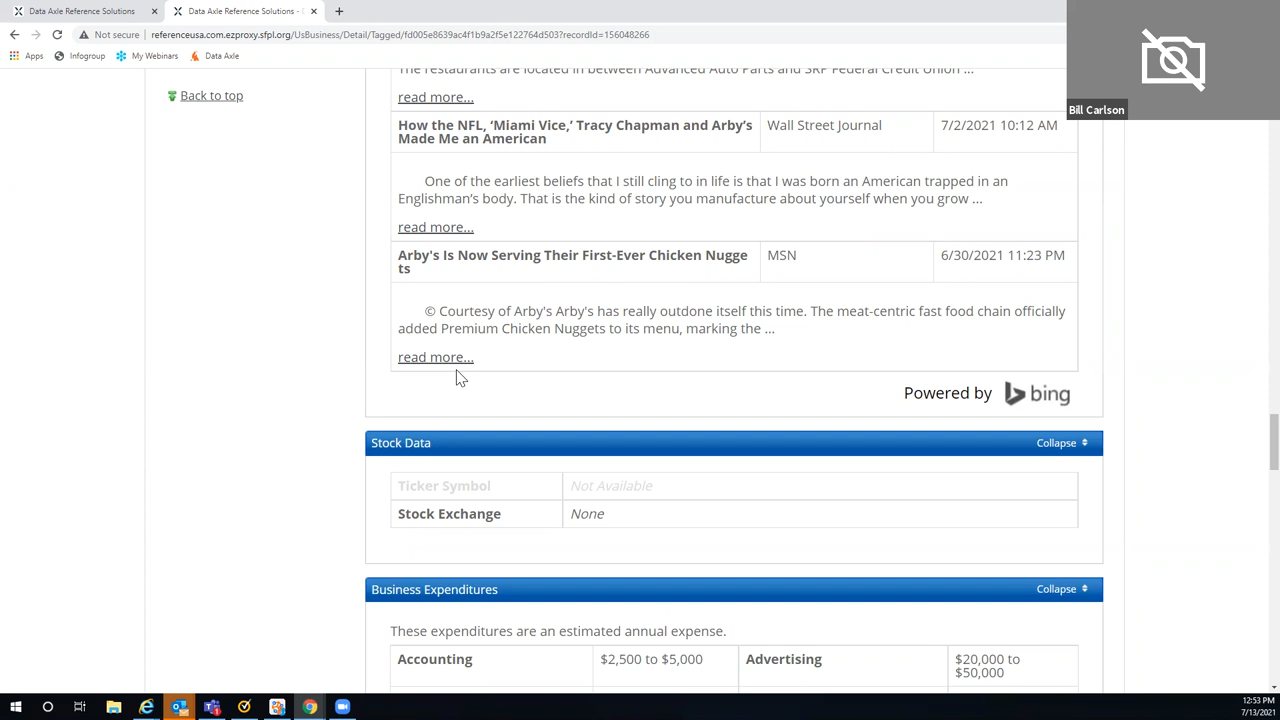 Data Axle Reference Solutions
Data Axle Reference Solutions - E
Not secure
referenceusa.com.ezproxy.sfpl.org/UsBusiness/Detail/Tagged/fd005e8639ac4f1b9a2f5e122764d503?recordId=156048266
Apps
Infogroup
My Webinars
Data Axle
Bill Carlson
Back to top
The restaurants are located in between Advanced Auto Parts and SRP Federal Credit Union ...
read more...
How the NFL, ‘Miami Vice,’ Tracy Chapman and Arby’s
Made Me an American
Wall Street Journal
7/2/2021 10:12 AM
One of the earliest beliefs that I still cling to in life is that I was born an American trapped in an
Englishman’s body. That is the kind of story you manufacture about yourself when you grow ...
read more...
Arby's Is Now Serving Their First-Ever Chicken Nugge
ts
MSN
6/30/2021 11:23 PM
© Courtesy of Arby's Arby's has really outdone itself this time. The meat-centric fast food chain officially
added Premium Chicken Nuggets to its menu, marking the ...
read more...
Powered by bing
Stock Data
Collapse
Ticker Symbol
Not Available
Stock Exchange
None
Business Expenditures
Collapse
These expenditures are an estimated annual expense.
Accounting
$2,500 to $5,000
Advertising
$20,000 to
$50,000
12:53 PM
7/13/2021